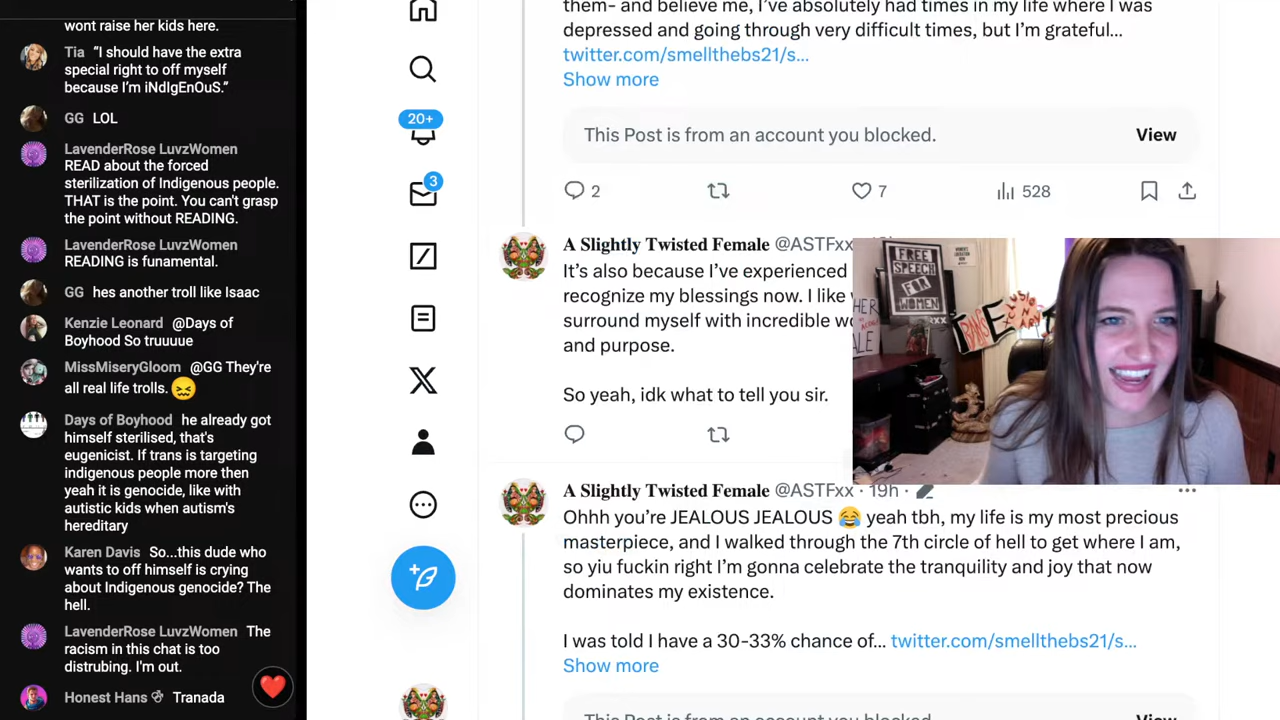 wont raise her kids here.
Tia “I should have the extra
special right to off myself
because I’m iNdIgEnOuS.”
GG LOL
LavenderRose LuvzWomen
READ about the forced
sterilization of Indigenous people.
THAT is the point. You can't grasp
the point without READING.
LavenderRose LuvzWomen
READING is funamental.
GG hes another troll like Isaac
Kenzie Leonard @Days of
Boyhood So truuuue
MissMiseryGloom @GG They're
all real life trolls.
Days of Boyhood he already got
himself sterilised, that's
eugenicist. If trans is targeting
indigenous people more then
yeah it is genocide, like with
autistic kids when autism's
hereditary
Karen Davis So...this dude who
wants to off himself is crying
about Indigenous genocide? The
hell.
LavenderRose LuvzWomen The
racism in this chat is too
distrubing. I'm out.
Honest Hans Tranada
20+
3
them- and believe me, I’ve absolutely had times in my life where I was
depressed and going through very difficult times, but I’m grateful...
twitter.com/smellthebs21/s...
Show more
This Post is from an account you blocked. View
2 7 528
A Slightly Twisted Female @ASTFxx
It’s also because I’ve experienced
recognize my blessings now. I like
surround myself with incredible wo
and purpose.
So yeah, idk what to tell you sir.
FREE
SPEECH
FOR
WOMEN
A Slightly Twisted Female @ASTFxx · 19h ·
Ohhh you’re JEALOUS JEALOUS 😂 yeah tbh, my life is my most precious
masterpiece, and I walked through the 7th circle of hell to get where I am,
so yiu fuckin right I’m gonna celebrate the tranquility and joy that now
dominates my existence.
I was told I have a 30-33% chance of... twitter.com/smellthebs21/s...
Show more
This Post is from an account you blocked. View